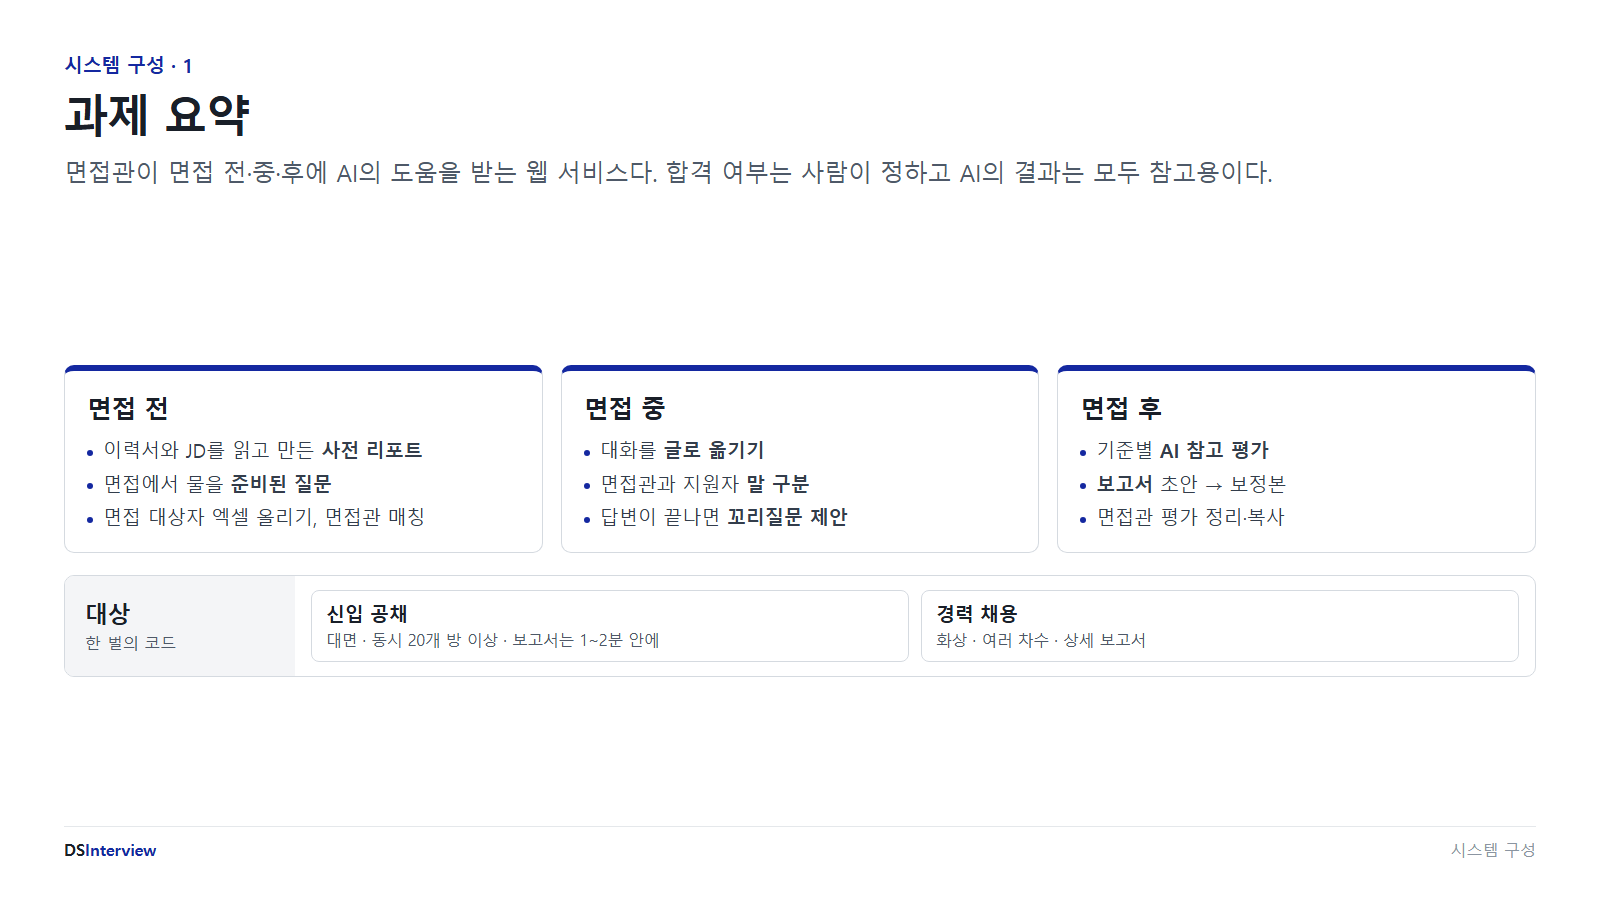 시스템 구성 · 1
과제 요약
면접관이 면접 전·중·후에 AI의 도움을 받는 웹 서비스다. 합격 여부는 사람이 정하고 AI의 결과는 모두 참고용이다.
면접 전
이력서와 JD를 읽고 만든 사전 리포트
면접에서 물을 준비된 질문
면접 대상자 엑셀 올리기, 면접관 매칭
면접 중
대화를 글로 옮기기
면접관과 지원자 말 구분
답변이 끝나면 꼬리질문 제안
면접 후
기준별 AI 참고 평가
보고서 초안 → 보정본
면접관 평가 정리·복사
대상
한 벌의 코드
신입 공채
대면 · 동시 20개 방 이상 · 보고서는 1~2분 안에
경력 채용
화상 · 여러 차수 · 상세 보고서
DSInterview
시스템 구성